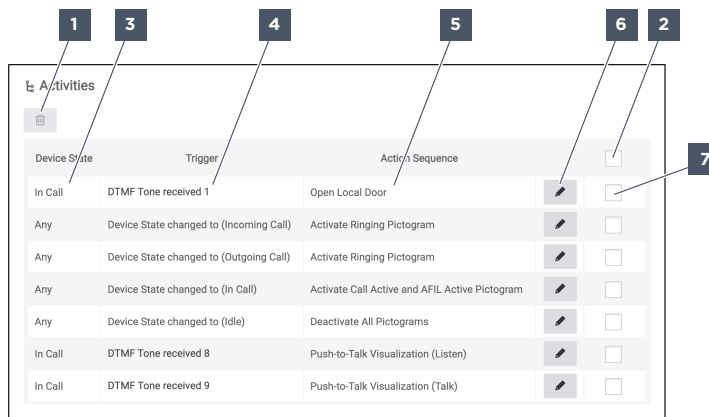 1 3 4 5 6 2
Activities
Device State Trigger Action Sequence
7
In Call DTMF Tone received 1 Open Local Door
Any Device State changed to (Incoming Call) Activate Ringing Pictogram
Any Device State changed to (Outgoing Call) Activate Ringing Pictogram
Any Device State changed to (In Call) Activate Call Active and AFIL Active Pictogram
Any Device State changed to (Idle) Deactivate All Pictograms
In Call DTMF Tone received 8 Push-to-Talk Visualization (Listen)
In Call DTMF Tone received 9 Push-to-Talk Visualization (Talk)